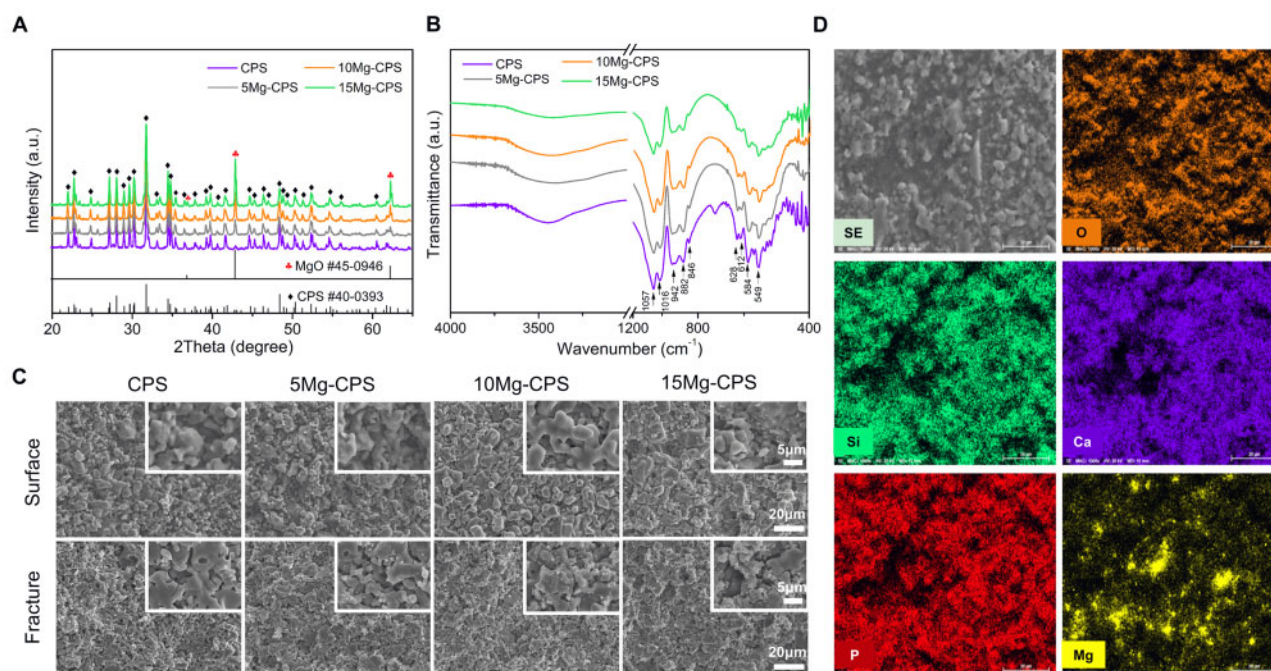 A
CPS
10Mg-CPS
5Mg-CPS
15Mg-CPS
Intensity (a.u.)
♣MgO #45-0946
♦CPS #40-0393
20
30
40
50
60
2Theta (degree)
B
CPS
10Mg-CPS
5Mg-CPS
15Mg-CPS
Transmittance (a.u.)
1057
1016
942
882
846
628
612
584
549
4000
3500
1200
800
400
Wavenumber (cm⁻¹)
C
CPS
5Mg-CPS
10Mg-CPS
15Mg-CPS
Surface
5μm
20μm
Fracture
5μm
20μm
D
SE
O
Si
Ca
P
Mg